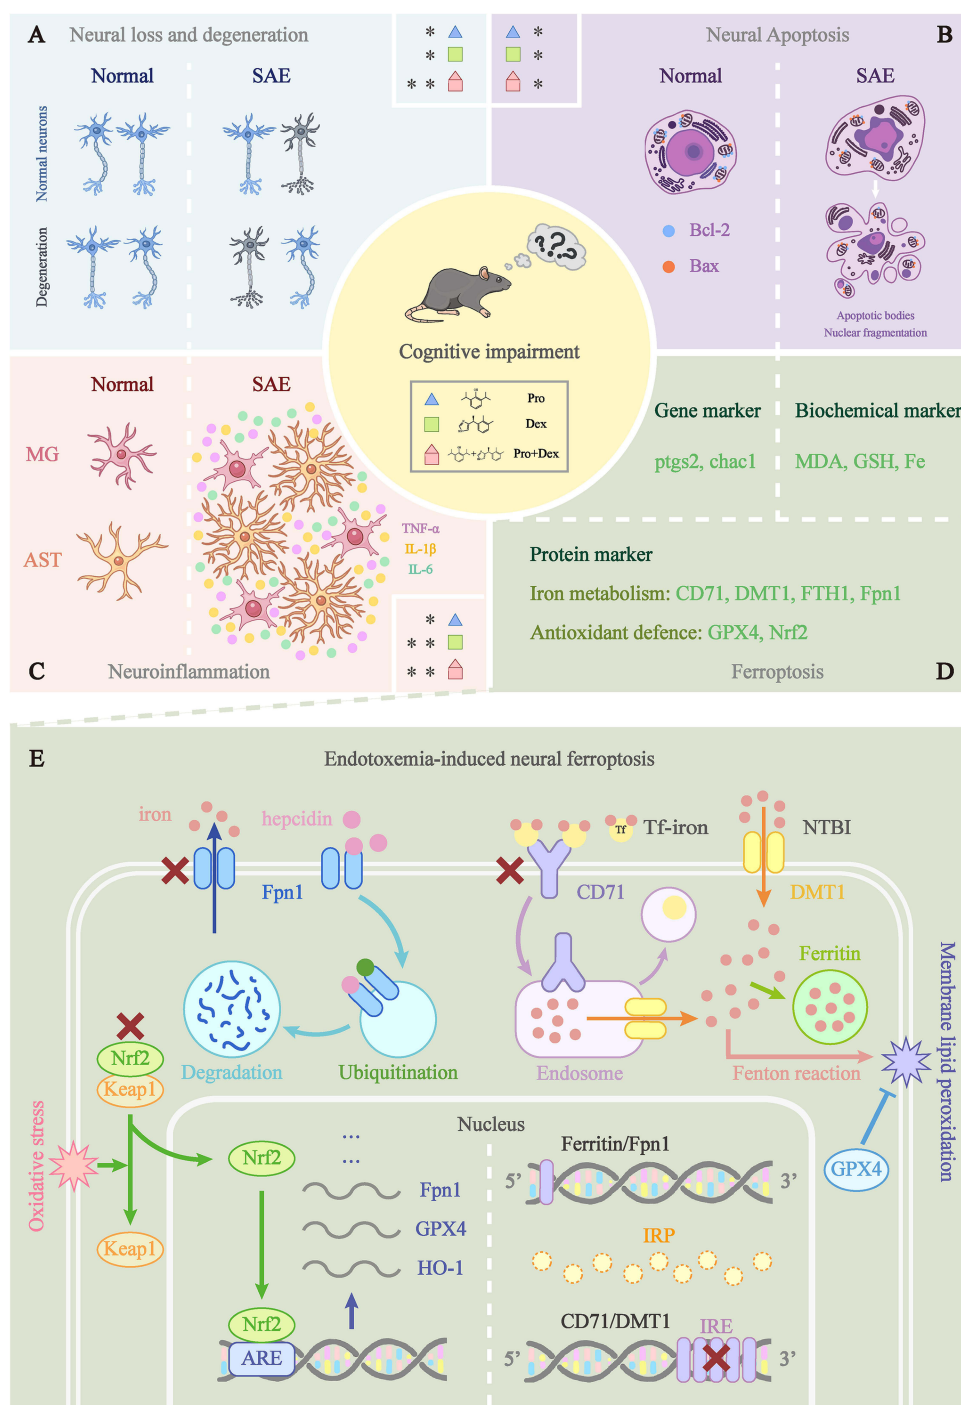 A
Neural loss and degeneration
Normal
SAE
Normal neurons
Degeneration
*
*
* *
*
*
*
Neural Apoptosis
B
Normal
SAE
Bcl-2
Bax
Apoptotic bodies
Nuclear fragmentation
???
Cognitive impairment
Pro
Dex
+
Pro+Dex
Normal
SAE
MG
AST
TNF-α
IL-1β
IL-6
*
* *
* *
C
Neuroinflammation
Gene marker
Biochemical marker
ptgs2, chac1
MDA, GSH, Fe
Protein marker
Iron metabolism: CD71, DMT1, FTH1, Fpn1
Antioxidant defence: GPX4, Nrf2
Ferroptosis
D
E
Endotoxemia-induced neural ferroptosis
iron
hepcidin
Tf
Tf-iron
NTBI
Fpn1
CD71
DMT1
Ferritin
Membrane lipid peroxidation
Nrf2
Keap1
Degradation
Ubiquitination
Endosome
Fenton reaction
Oxidative stress
Nucleus
GPX4
Nrf2
...
...
Fpn1
GPX4
HO-1
Keap1
Nrf2
ARE
Ferritin/Fpn1
5’
3’
IRP
CD71/DMT1
IRE
5’
3’